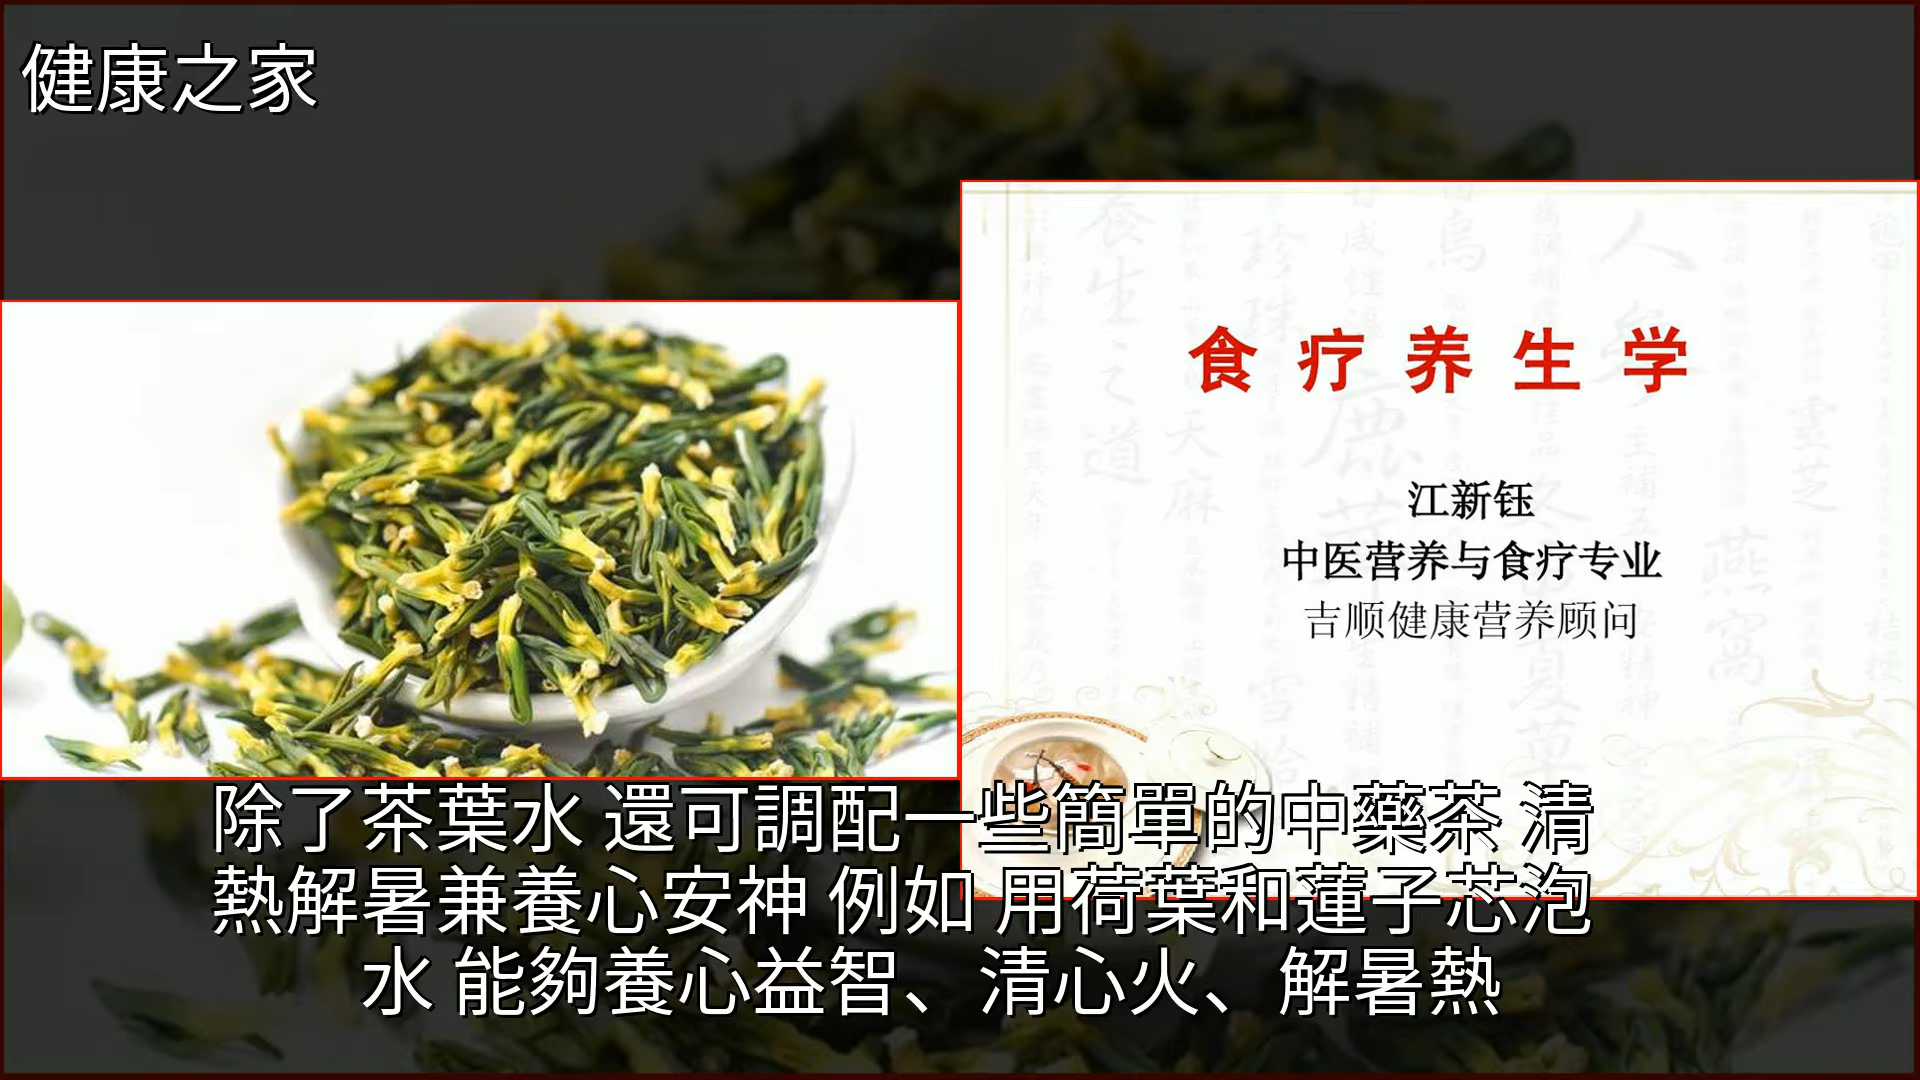 健康之家
食疗养生学
江新钰
中医营养与食疗专业
吉顺健康营养顾问
除了茶葉水 還可調配一些簡單的中藥茶 清
熱解暑兼養心安神 例如 用荷葉和蓮子芯泡
水 能夠養心益智、清心火、解暑熱